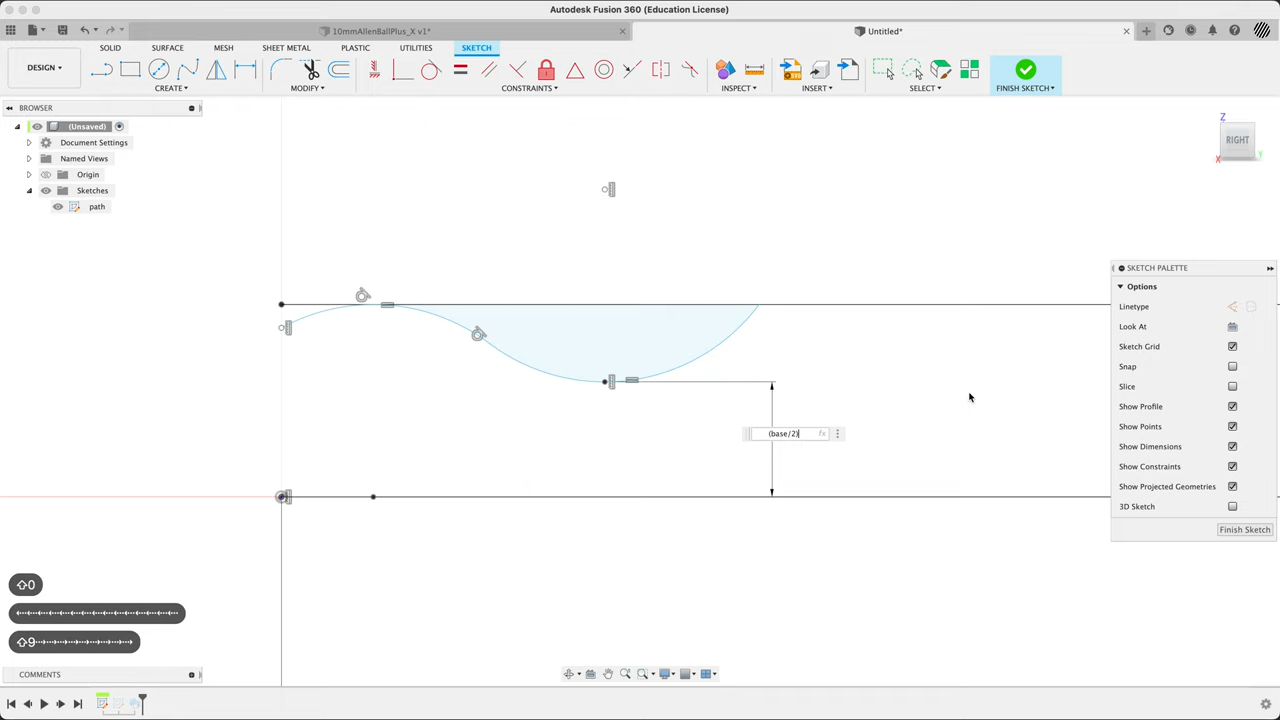 Autodesk Fusion 360 (Education License)
10mmAllenBallPlus_X v1*
Untitled*
DESIGN
SOLID SURFACE MESH SHEET METAL PLASTIC UTILITIES SKETCH
CREATE MODIFY CONSTRAINTS INSPECT INSERT SELECT FINISH SKETCH
BROWSER
(Unsaved)
Document Settings
Named Views
Origin
Sketches
path
Z
RIGHT
X
Y
(base/2)
fx
SKETCH PALETTE
Options
Linetype
Look At
Sketch Grid
Snap
Slice
Show Profile
Show Points
Show Dimensions
Show Constraints
Show Projected Geometries
3D Sketch
Finish Sketch
⇧0
⇧9
COMMENTS